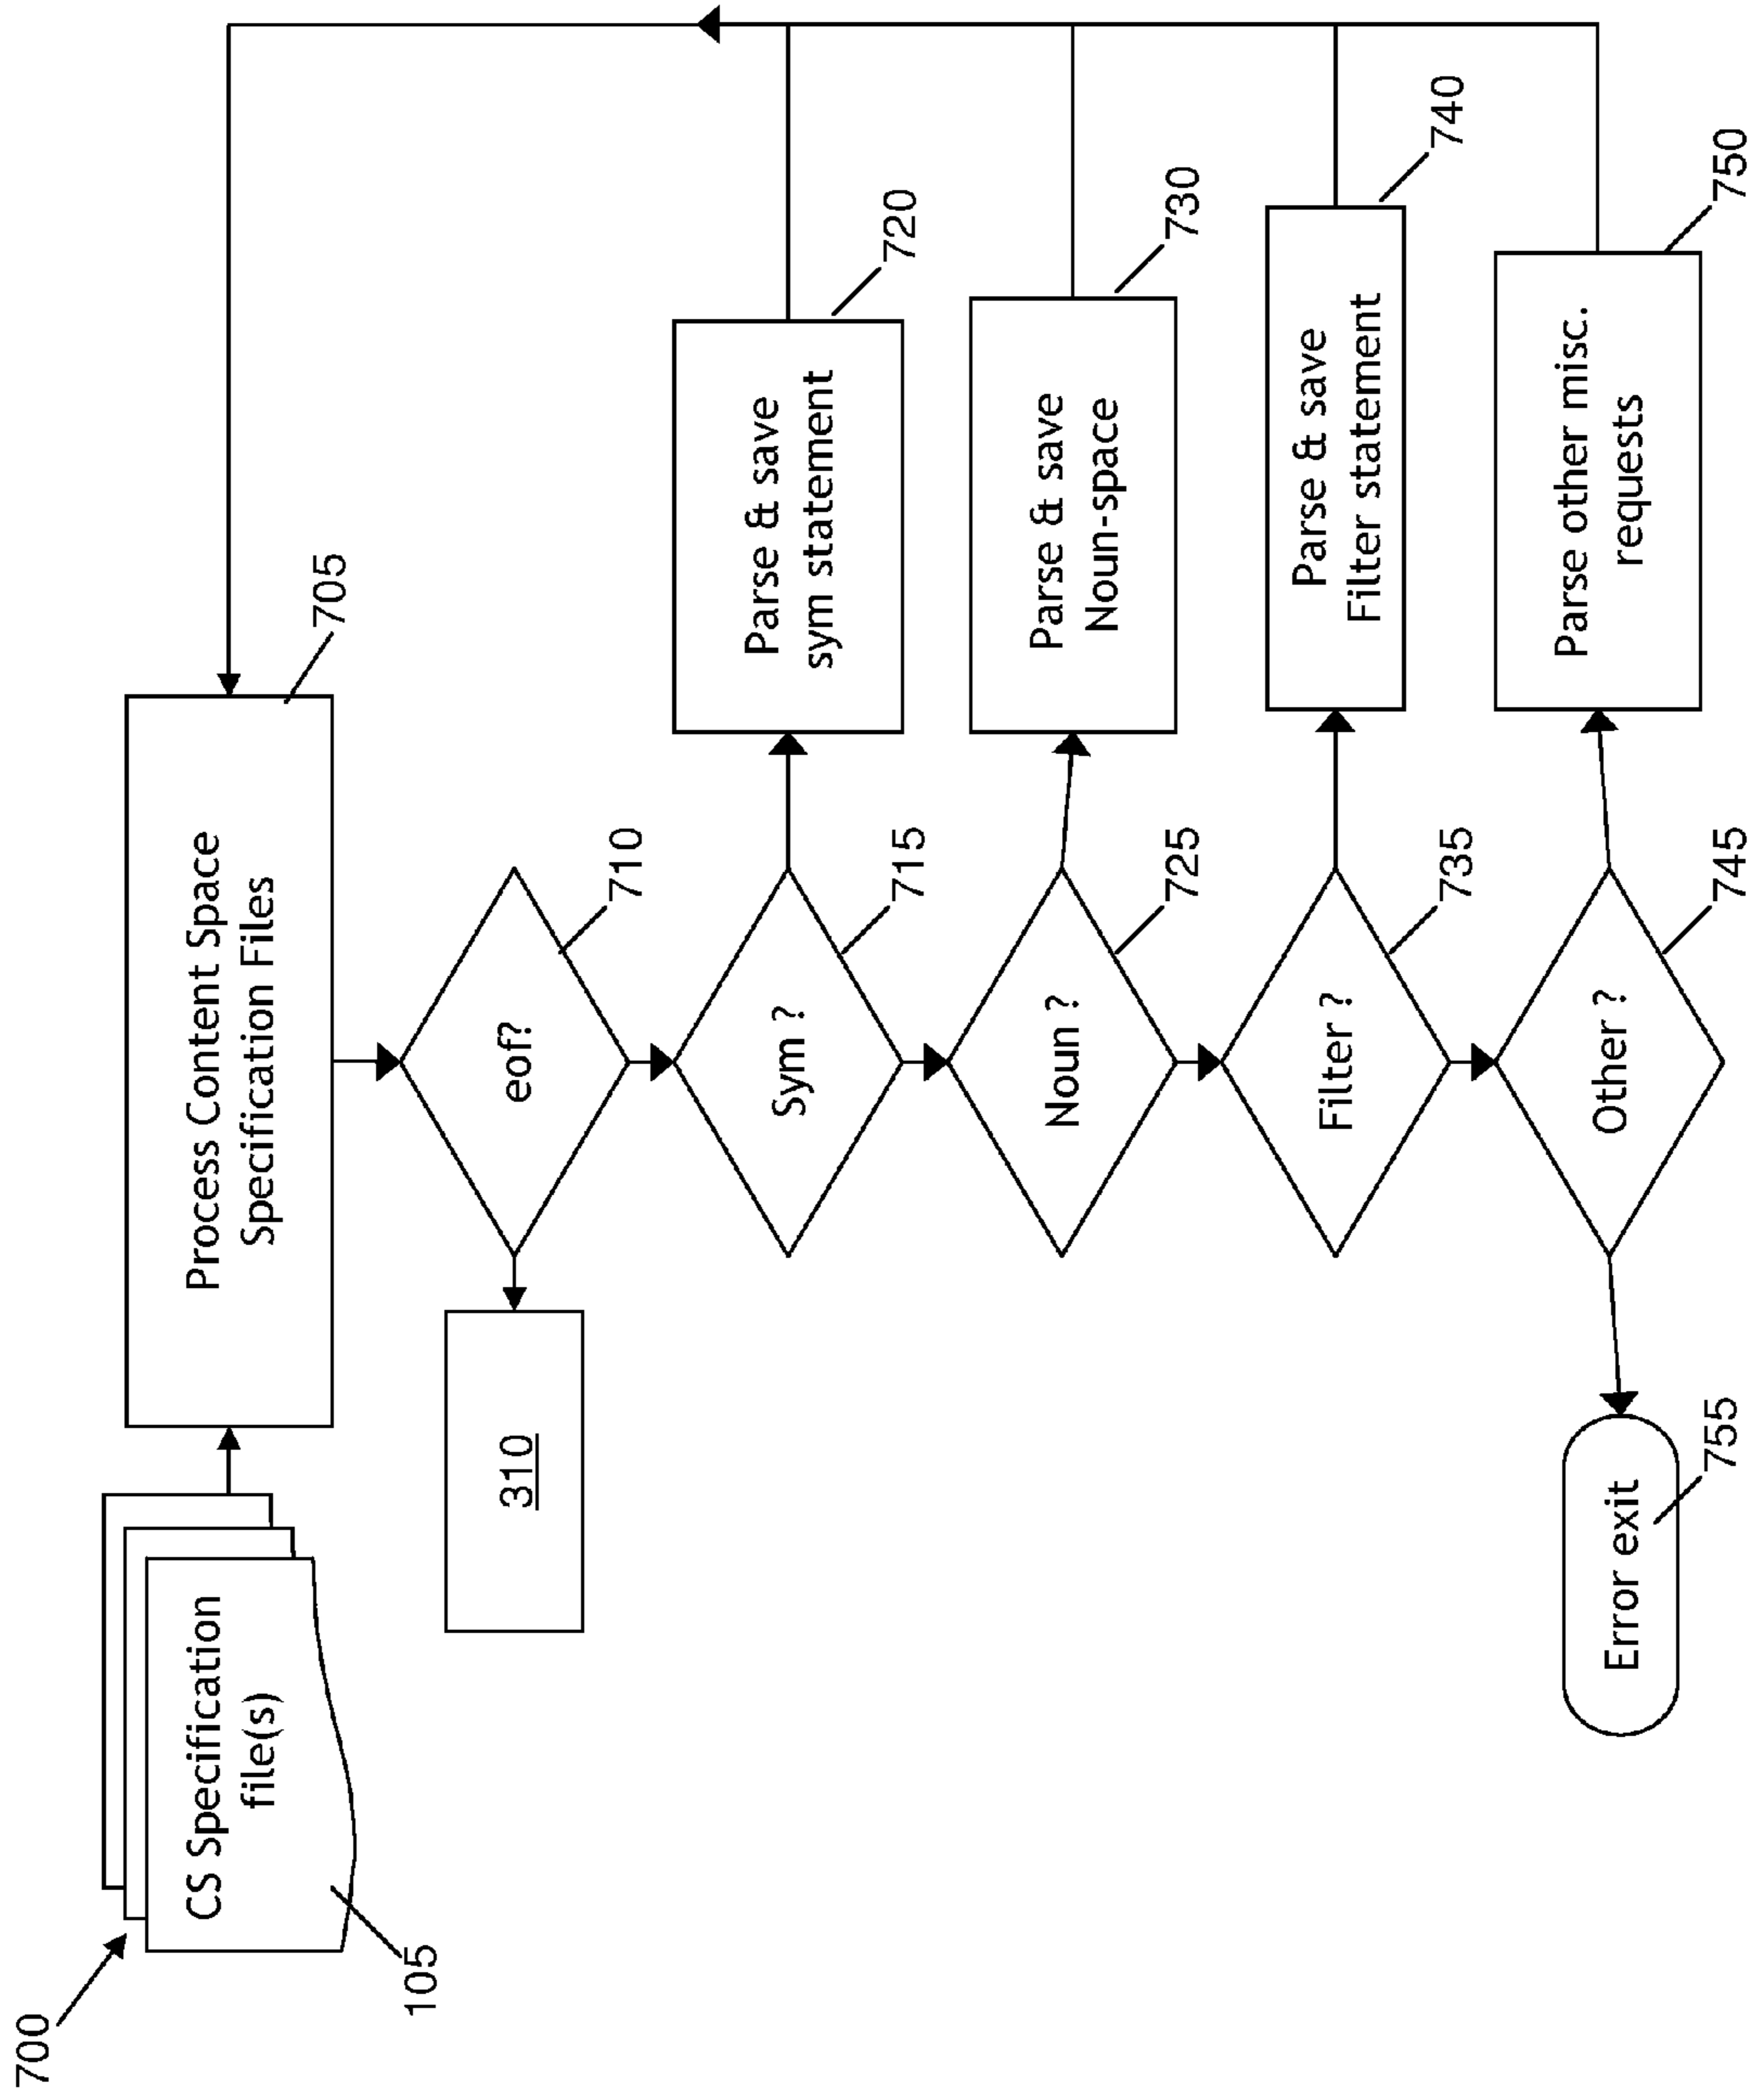 700
CS Specification
file(s)
105
Process Content Space
Specification Files
705
eof?
710
310
Sym ?
715
Parse & save
sym statement
720
Noun ?
725
Parse & save
Noun-space
730
Filter ?
735
Parse & save
Filter statement
740
Other ?
745
Parse other misc.
requests
750
Error exit
755